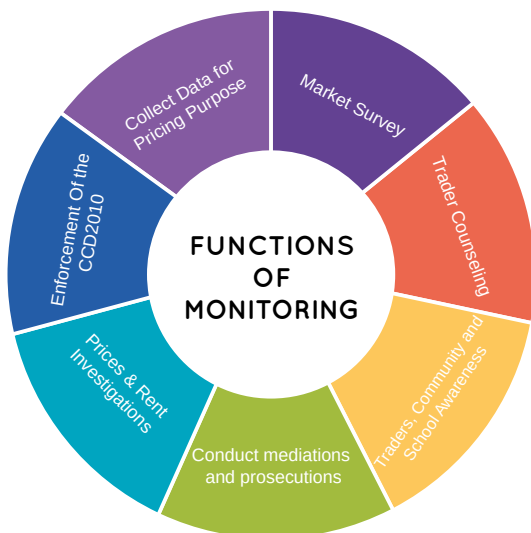 FUNCTIONS
OF
MONITORING
Market Survey
Trader Counseling
Traders, Community and
School Awareness
Conduct mediations
and prosecutions
Prices & Rent
Investigations
Enforcement Of the
CCD2010
Collect Data for
Pricing Purpose